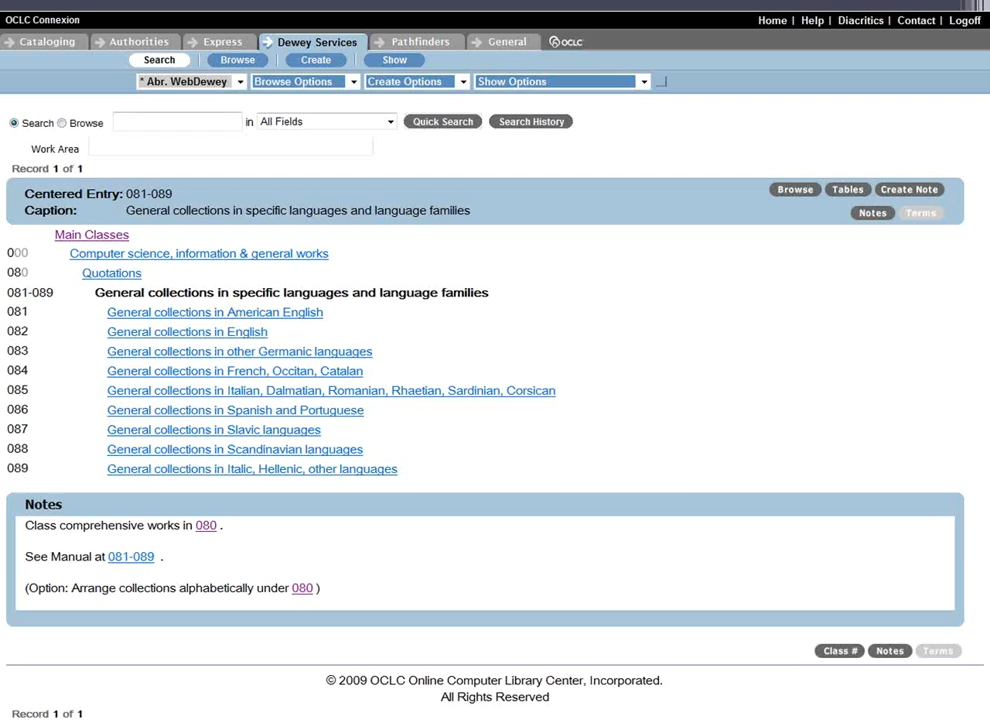 OCLC Connexion
Home | Help | Diacritics | Contact | Logoff
Cataloging Authorities Express Dewey Services Pathfinders General OCLC
Search Browse Create Show
* Abr. WebDewey Browse Options Create Options Show Options
Search Browse in All Fields Quick Search Search History
Work Area
Record 1 of 1
Centered Entry: 081-089 Browse Tables Create Note
Caption: General collections in specific languages and language families Notes Terms
Main Classes
000 Computer science, information & general works
080 Quotations
081-089 General collections in specific languages and language families
081 General collections in American English
082 General collections in English
083 General collections in other Germanic languages
084 General collections in French, Occitan, Catalan
085 General collections in Italian, Dalmatian, Romanian, Rhaetian, Sardinian, Corsican
086 General collections in Spanish and Portuguese
087 General collections in Slavic languages
088 General collections in Scandinavian languages
089 General collections in Italic, Hellenic, other languages
Notes
Class comprehensive works in 080 .
See Manual at 081-089 .
(Option: Arrange collections alphabetically under 080 )
Class # Notes Terms
© 2009 OCLC Online Computer Library Center, Incorporated.
All Rights Reserved
Record 1 of 1